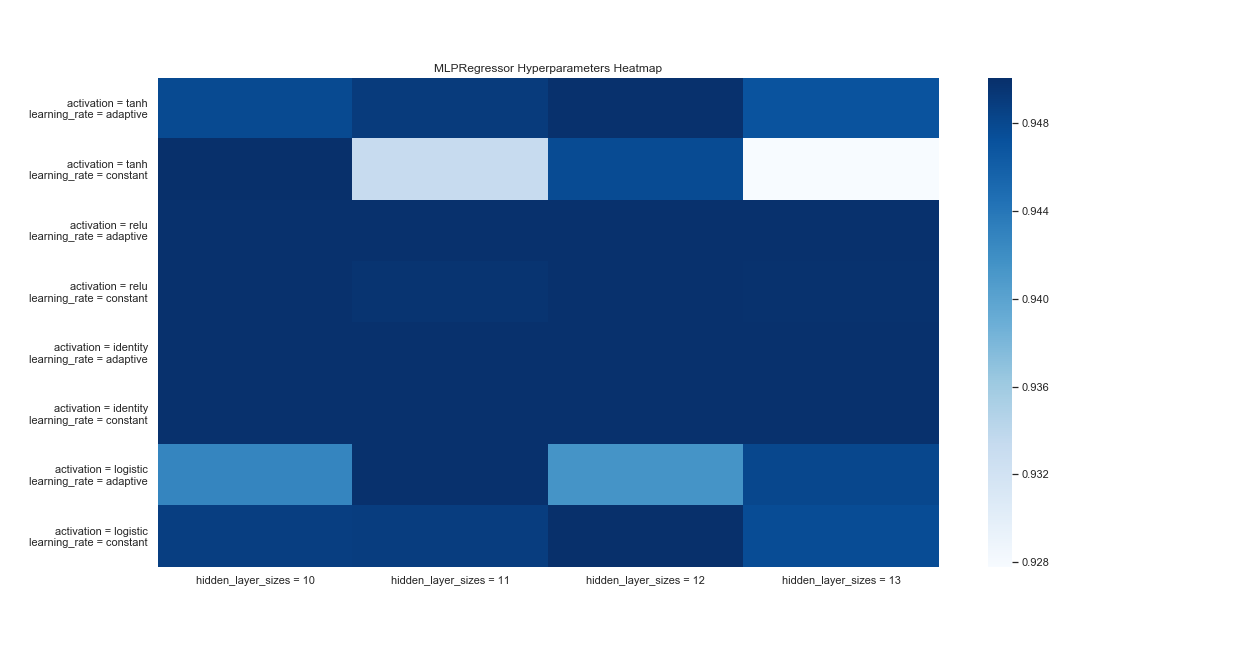 MLPRegressor Hyperparameters Heatmap
activation = tanh
learning_rate = adaptive
activation = tanh
learning_rate = constant
activation = relu
learning_rate = adaptive
activation = relu
learning_rate = constant
activation = identity
learning_rate = adaptive
activation = identity
learning_rate = constant
activation = logistic
learning_rate = adaptive
activation = logistic
learning_rate = constant
hidden_layer_sizes = 10
hidden_layer_sizes = 11
hidden_layer_sizes = 12
hidden_layer_sizes = 13
0.948
0.944
0.940
0.936
0.932
0.928